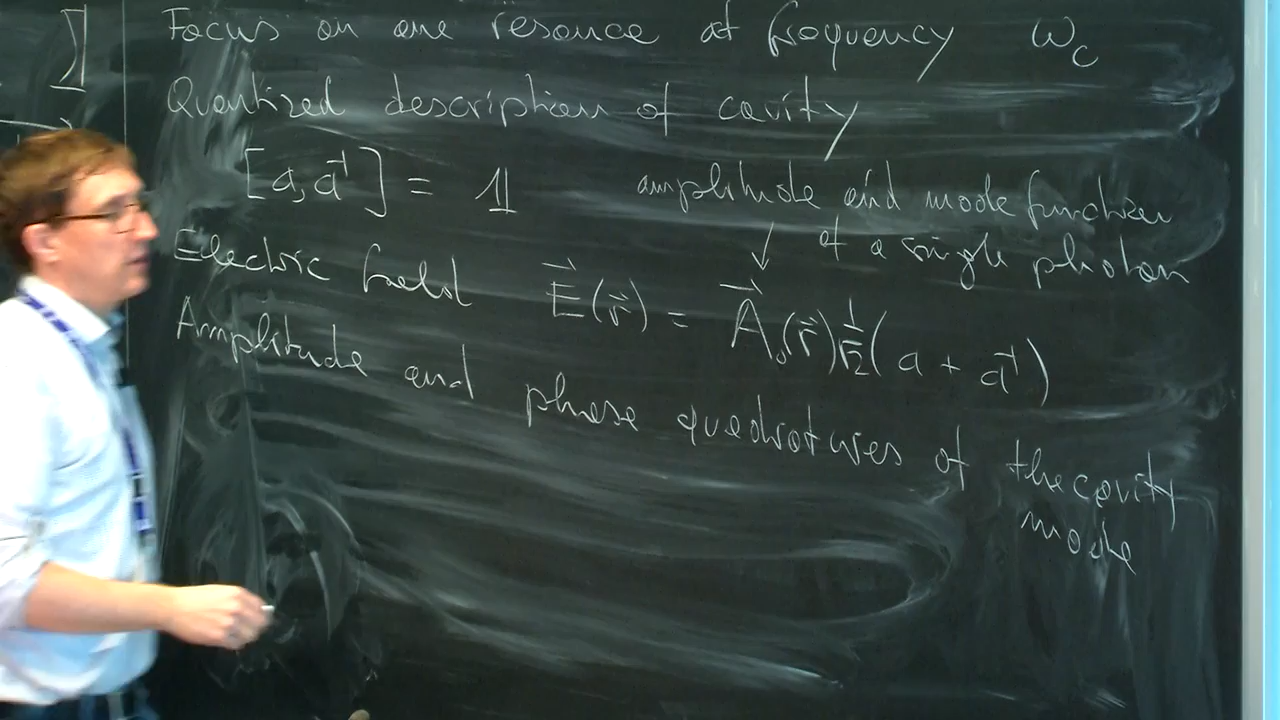 Focus on one resonce at frequency ω_c
Quantized description of cavity
[a, a†] = 𝟙
amplitude and mode function
of a single photon
Electric field E⃗(r⃗) = A⃗₀(r⃗) 1/√2 (a + a†)
Amplitude and phase quadratures of the cavity
mode